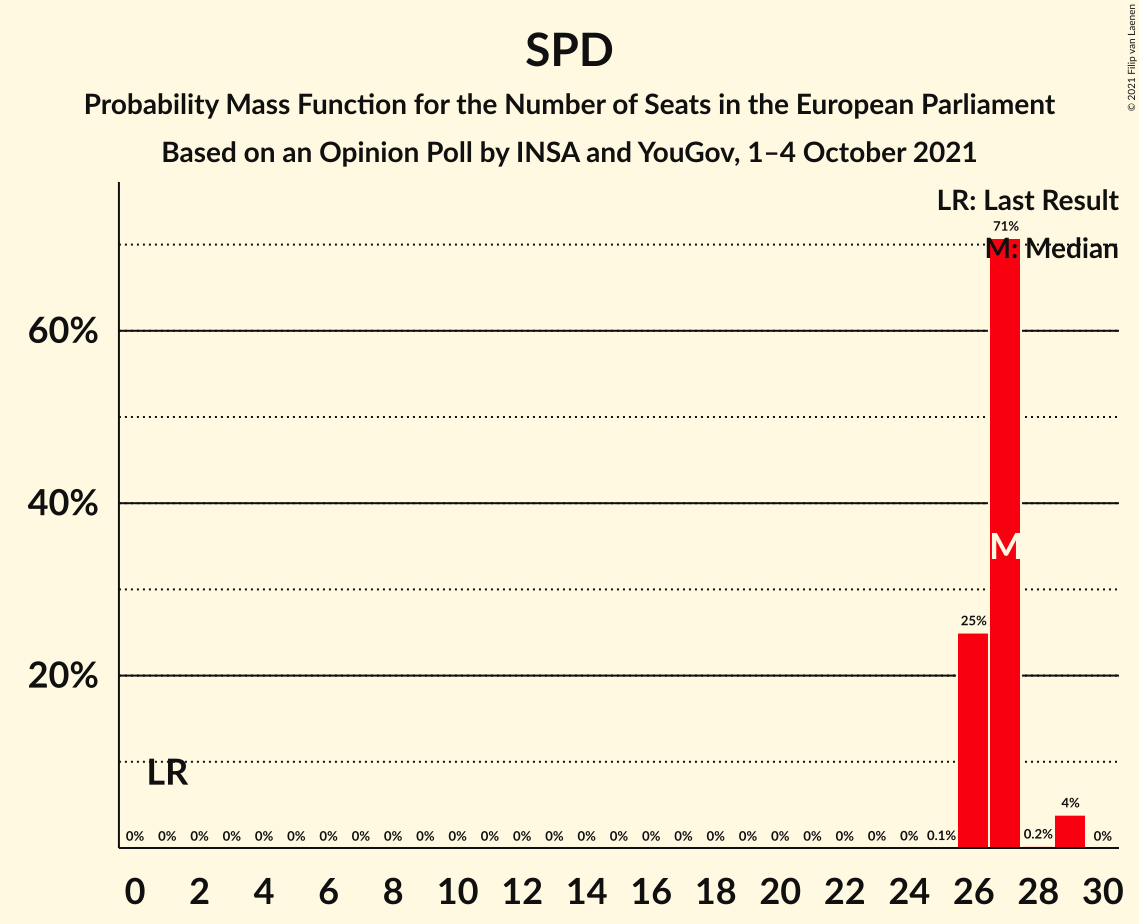 SPD
Probability Mass Function for the Number of Seats in the European Parliament
Based on an Opinion Poll by INSA and YouGov, 1–4 October 2021
© 2021 Filip van Laenen
LR: Last Result
71%
M: Median
60%
40%
M
25%
20%
LR
4%
0% 0% 0% 0% 0% 0% 0% 0% 0% 0% 0% 0% 0% 0% 0% 0% 0% 0% 0% 0% 0% 0% 0% 0% 0% 0.1% 0.2% 0%
0 2 4 6 8 10 12 14 16 18 20 22 24 26 28 30